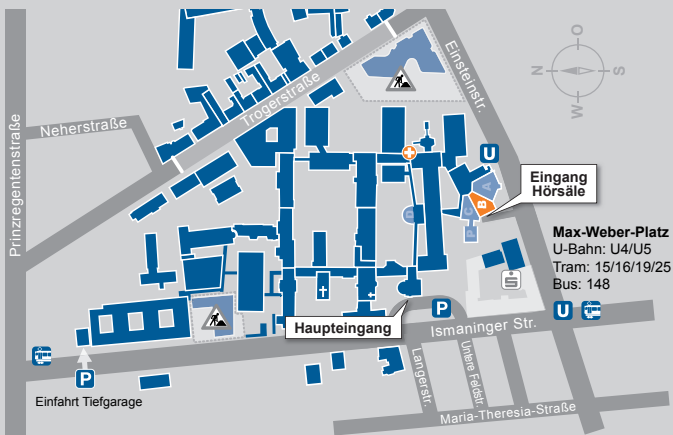 Einsteinstr.
O
N
S
W
Trogerstraße
Neherstraße
Prinzregentenstraße
U
Eingang
Hörsäle
A
B
C
P
D
Max-Weber-Platz
U-Bahn: U4/U5
Tram: 15/16/19/25
Bus: 148
S
Haupteingang
P
U
Ismaninger Str.
P
Einfahrt Tiefgarage
Langerstr.
Untere Feldstr.
Maria-Theresia-Straße